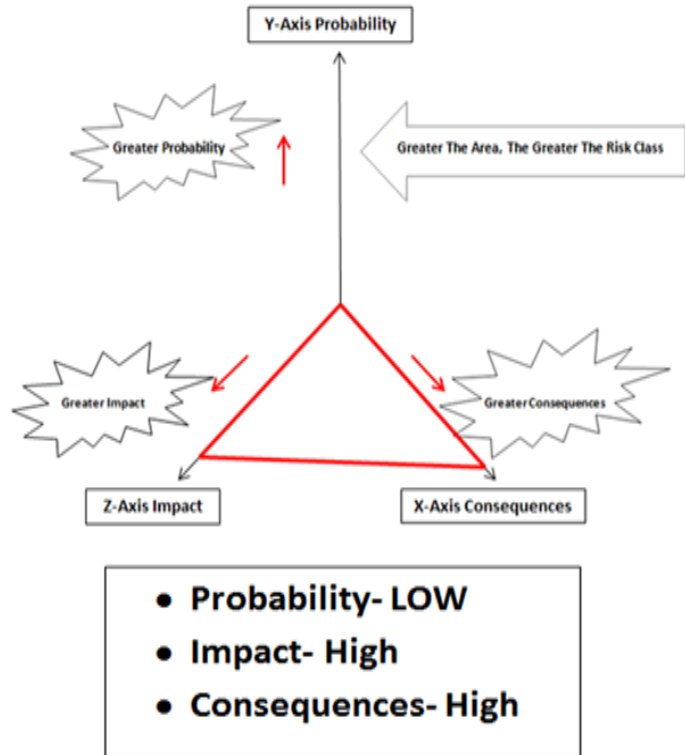 Y-Axis Probability
Greater Probability
Greater The Area, The Greater The Risk Class
Greater Impact
Greater Consequences
Z-Axis Impact
X-Axis Consequences
• Probability- LOW
• Impact- High
• Consequences- High